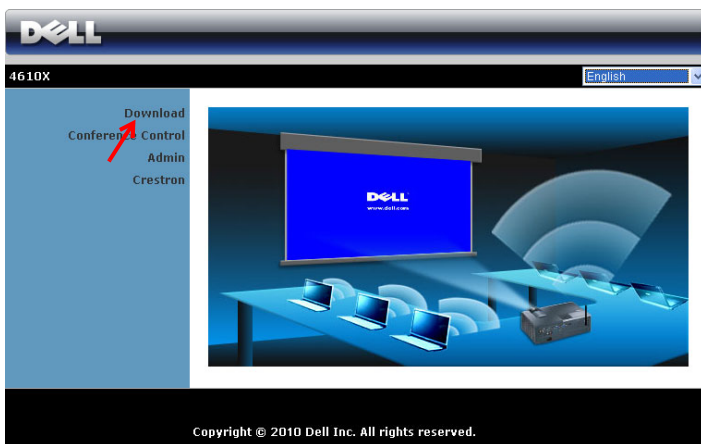 DELL
4610X
English
Download
Conference Control
Admin
Crestron
DELL
www.dell.com
Copyright © 2010 Dell Inc. All rights reserved.